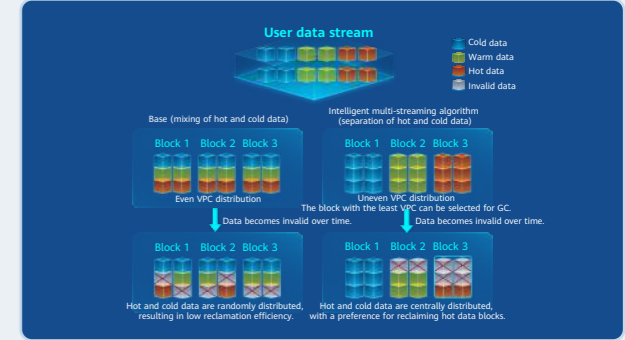 User data stream
Cold data
Warm data
Hot data
Invalid data
Base (mixing of hot and cold data)
Block 1
Block 2
Block 3
Even VPC distribution
Data becomes invalid over time.
Block 1
Block 2
Block 3
Hot and cold data are randomly distributed,
resulting in low reclamation efficiency.
Intelligent multi-streaming algorithm
(separation of hot and cold data)
Block 1
Block 2
Block 3
Uneven VPC distribution
The block with the least VPC can be selected for GC.
Data becomes invalid over time.
Block 1
Block 2
Block 3
Hot and cold data are centrally distributed,
with a preference for reclaiming hot data blocks.